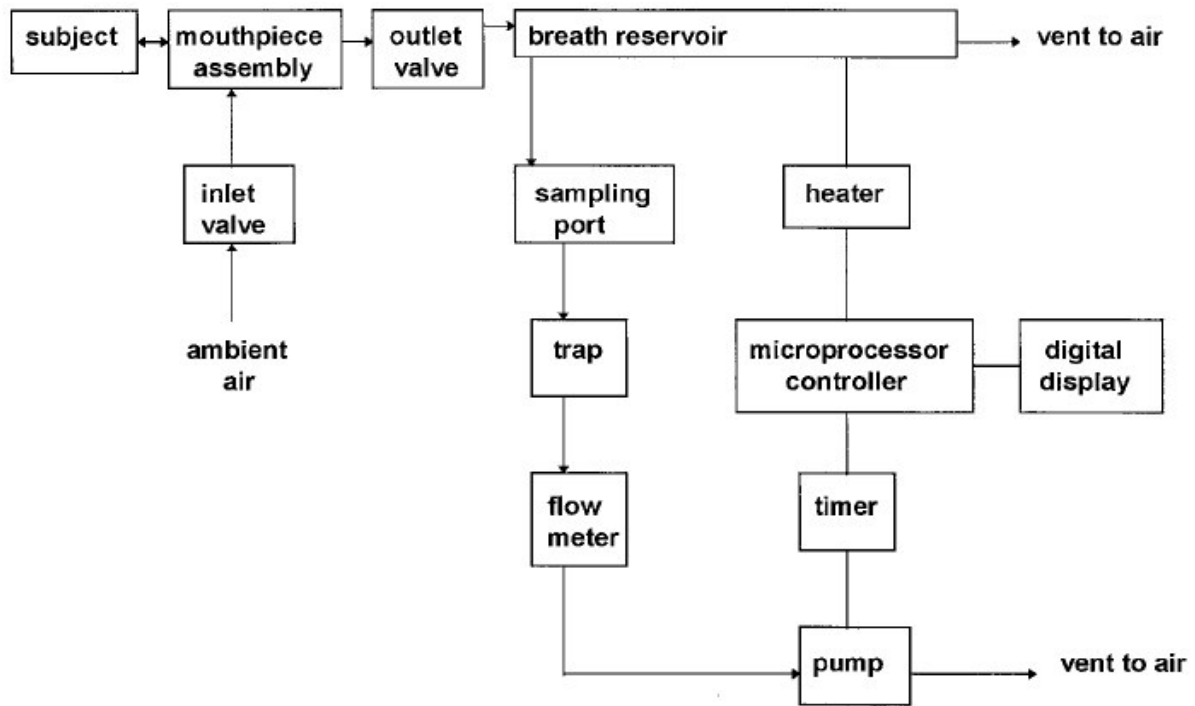 subject
mouthpiece
assembly
outlet
valve
breath reservoir
vent to air
inlet
valve
sampling
port
heater
ambient
air
trap
microprocessor
controller
digital
display
flow
meter
timer
pump
vent to air